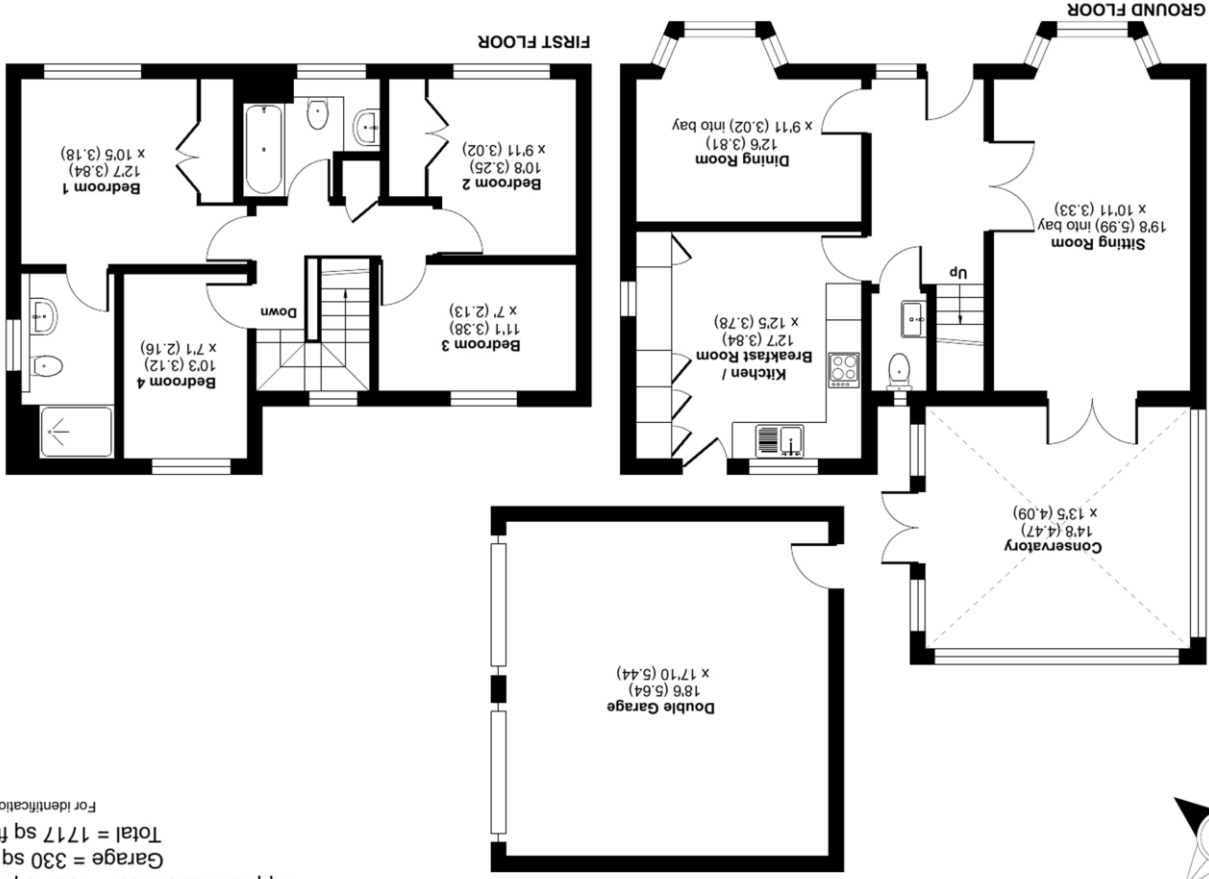 Garage = 330 sq
Total = 1717 sq
For
Double Garage
18'6 (5.64)
x 17'10 (5.44)
Conservatory
14'8 (4.47)
x 13'5 (4.09)
Kitchen /
Breakfast Room
12'7 (3.84)
x 12'5 (3.78)
Up
Sitting Room
19'8 (5.99) into bay
x 10'11 (3.33)
Dining Room
12'6 (3.81)
x 9'11 (3.02) into bay
GROUND FLOOR
Bedroom 3
11'1 (3.38)
x 7' (2.13)
Down
Bedroom 4
10'3 (3.12)
x 7'1 (2.16)
Bedroom 2
10'8 (3.25)
x 9'11 (3.02)
Bedroom 1
12'7 (3.84)
x 10'5 (3.18)
FIRST FLOOR